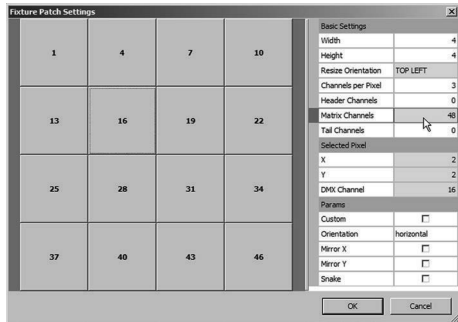 Fixture Patch Settings
1 4 7 10
13 16 19 22
25 28 31 34
37 40 43 46
Basic Settings
Width 4
Height 4
Resize Orientation TOP LEFT
Channels per Pixel 3
Header Channels 0
Matrix Channels 48
Tail Channels 0
Selected Pixel
X 2
Y 2
DMX Channel 16
Params
Custom
Orientation horizontal
Mirror X
Mirror Y
Snake
OK Cancel